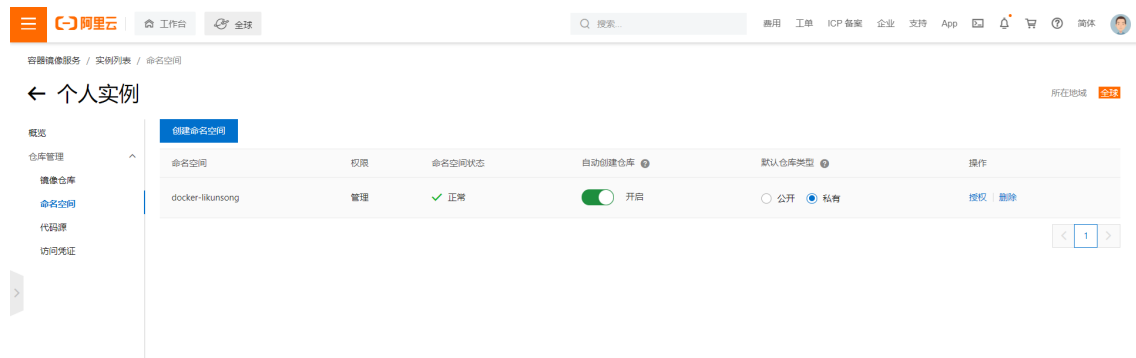 阿里云 工作台 全球 搜索... 费用 工单 ICP 备案 企业 支持 App 简体
容器镜像服务 / 实例列表 / 命名空间
← 个人实例 所在地域 全球
概览 创建命名空间
仓库管理 命名空间 权限 命名空间状态 自动创建仓库 默认仓库类型 操作
镜像仓库
命名空间 docker-likunsong 管理 正常 开启 公开 私有 授权 删除
代码源
访问凭证
< 1 >
>